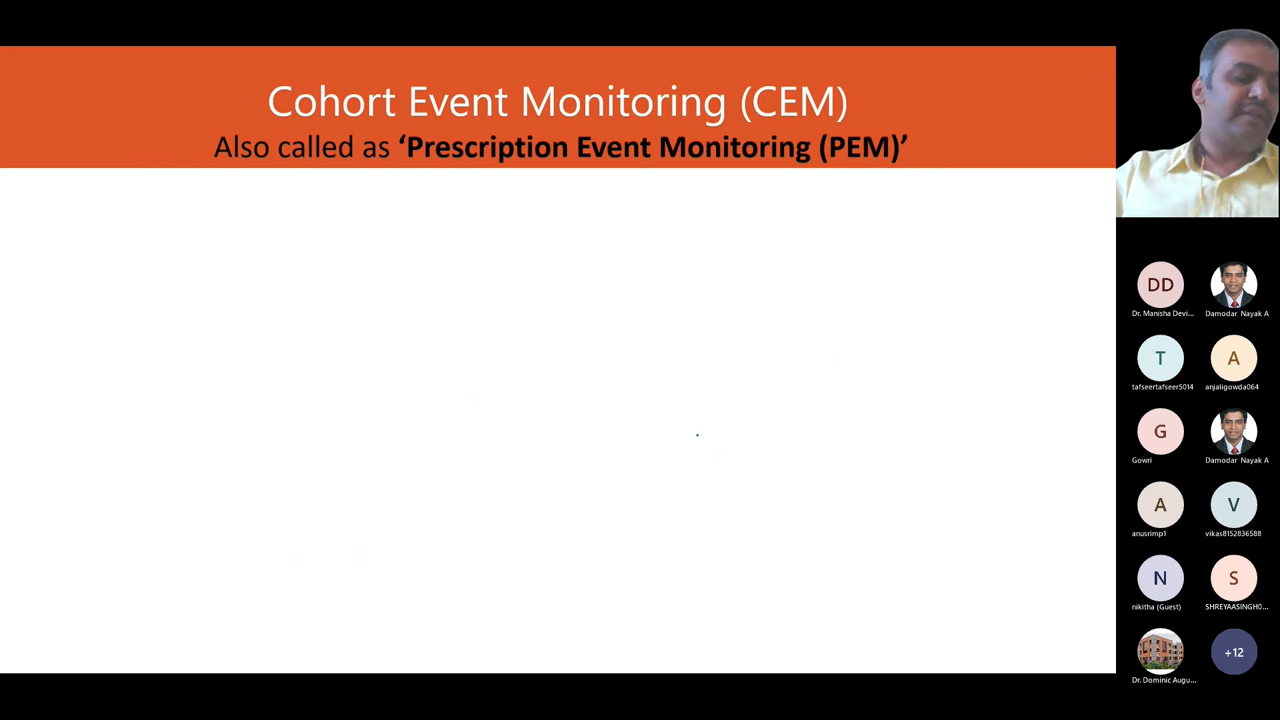 Cohort Event Monitoring (CEM)
Also called as ‘Prescription Event Monitoring (PEM)’
DD
Dr. Manisha Devi...
Damodar Nayak A
T
tafseertafseer5014
A
anjaligowda064
G
Gowri
Damodar Nayak A
A
anusrimp1
V
vikas8152836588
N
nikitha (Guest)
S
SHREYAASINGH0...
Dr. Dominic Augu...
+12